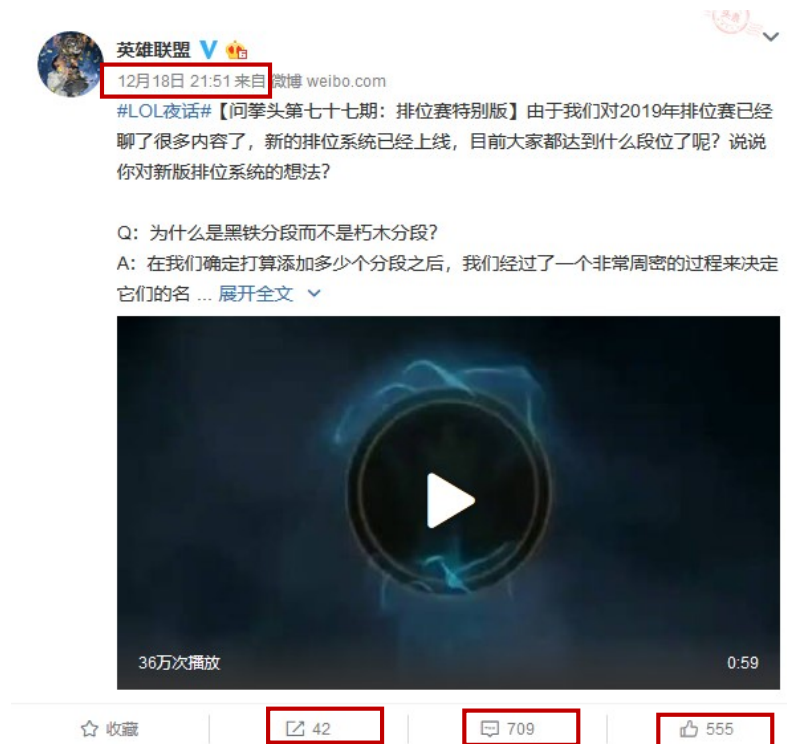 英雄联盟
12月18日 21:51 来自 微博 weibo.com
#LOL夜话#【问拳头第七十七期：排位赛特别版】由于我们对2019年排位赛已经
聊了很多内容了，新的排位系统已经上线，目前大家都达到什么段位了呢？说说
你对新版排位系统的想法？
Q：为什么是黑铁分段而不是朽木分段？
A：在我们确定打算添加多少个分段之后，我们经过了一个非常周密的过程来决定
它们的名 ... 展开全文
36万次播放 0:59
收藏 42 709 555